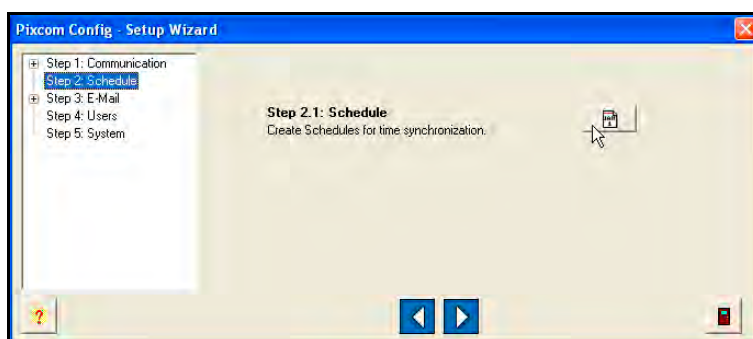 Pixcom Config - Setup Wizard
Step 1: Communication
Step 2: Schedule
Step 3: E-Mail
Step 4: Users
Step 5: System
Step 2.1: Schedule
Create Schedules for time synchronization.
?